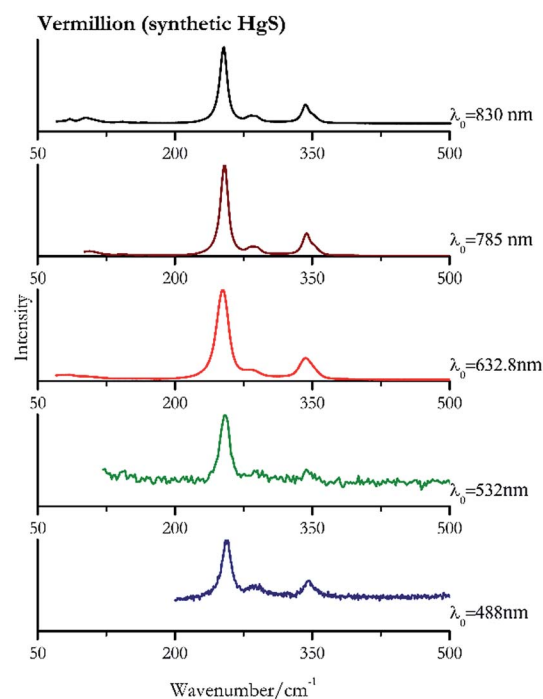 Vermillion (synthetic HgS)
λ₀=830 nm
50 200 350 500
λ₀=785 nm
50 200 350 500
Intensity
λ₀=632.8nm
50 200 350 500
λ₀=532nm
50 200 350 500
λ₀=488nm
50 200 350 500
Wavenumber/cm⁻¹